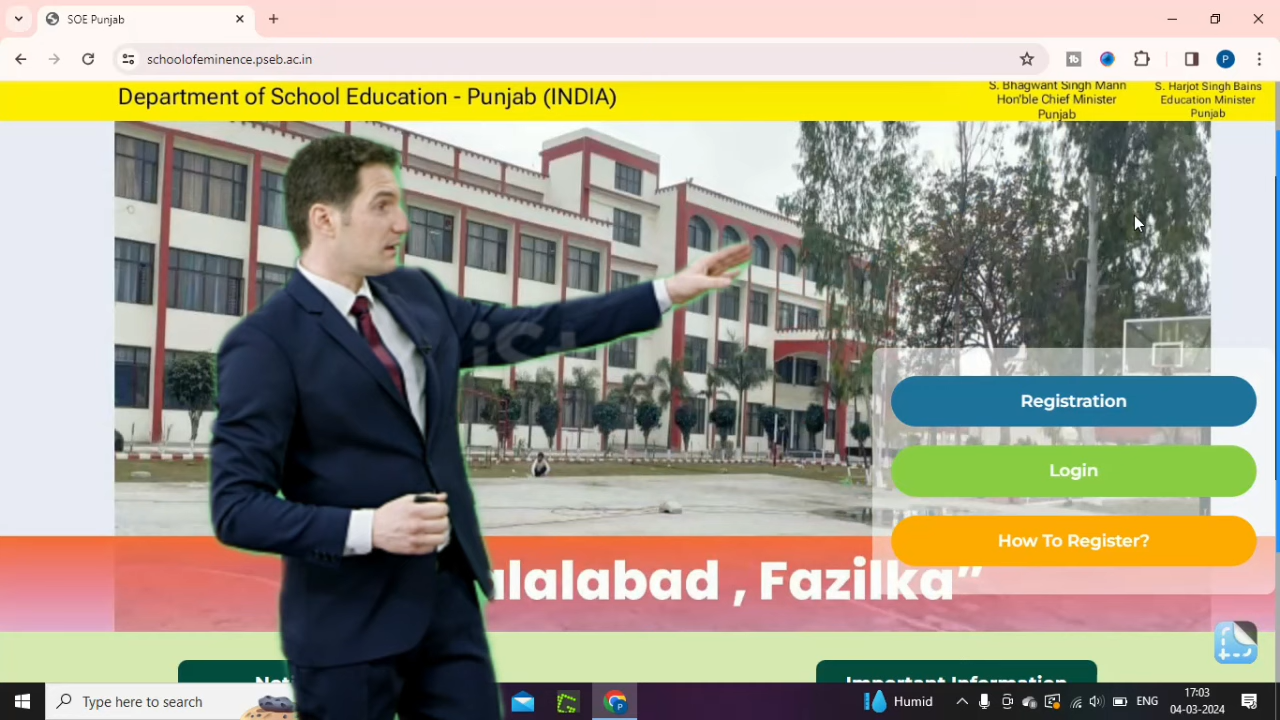 SOE Punjab
schoolofeminence.pseb.ac.in
P
Department of School Education - Punjab (INDIA)
S. Bhagwant Singh Mann
Hon'ble Chief Minister
Punjab
S. Harjot Singh Bains
Education Minister
Punjab
Registration
Login
How To Register?
, Fazilka”
Important Information
Type here to search
Humid
ENG
17:03
04-03-2024